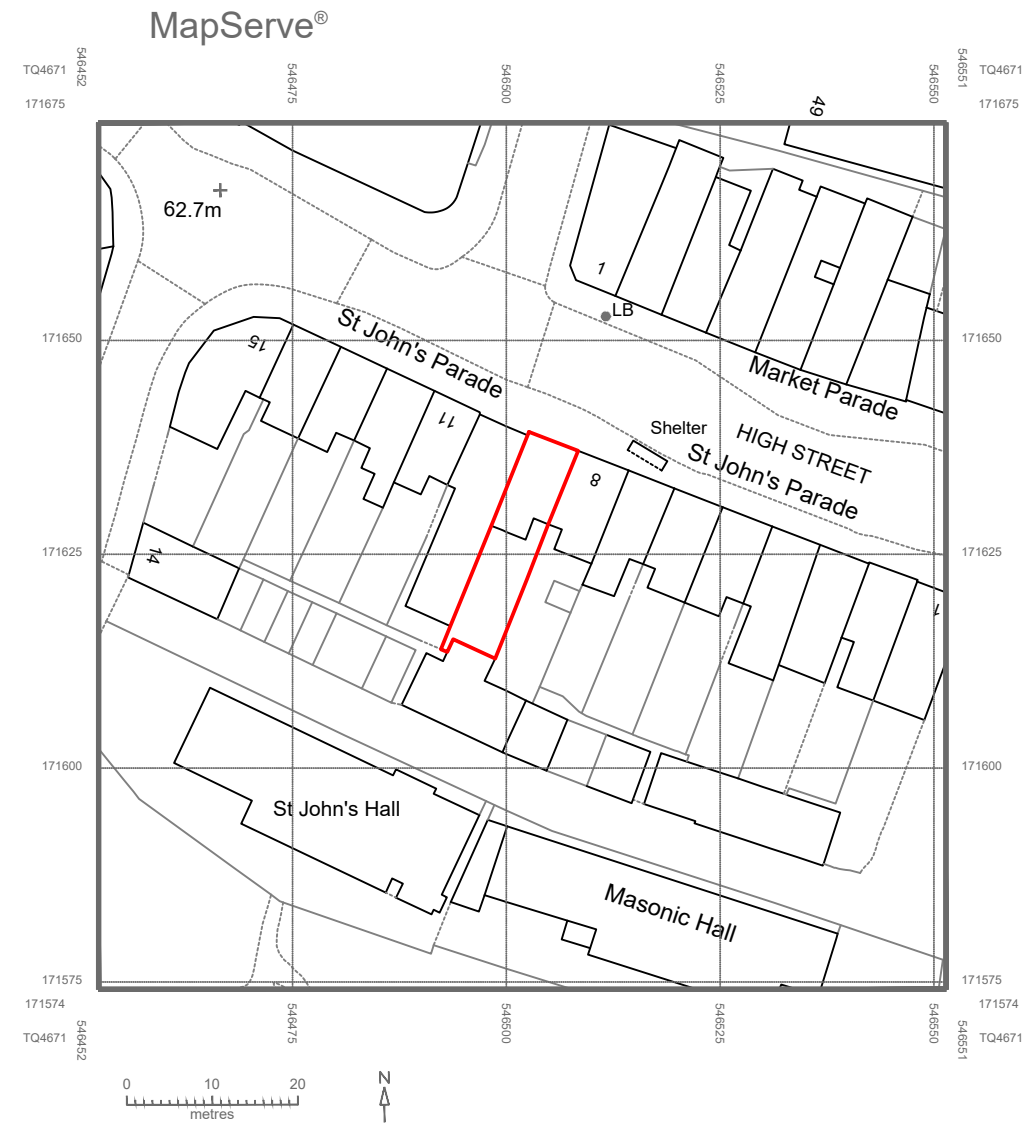 MapServe®
TQ4671
546452
546475
546500
546525
546550
546551
TQ4671
171675
171675
49
62.7m
1
LB
St John's Parade
171650
171650
15
Market Parade
11
Shelter
HIGH STREET
St John's Parade
8
171625
171625
14
1
171600
171600
St John's Hall
Masonic Hall
171575
171575
171574
171574
TQ4671
546452
546475
546500
546525
546550
546551
TQ4671
0 10 20
metres
N